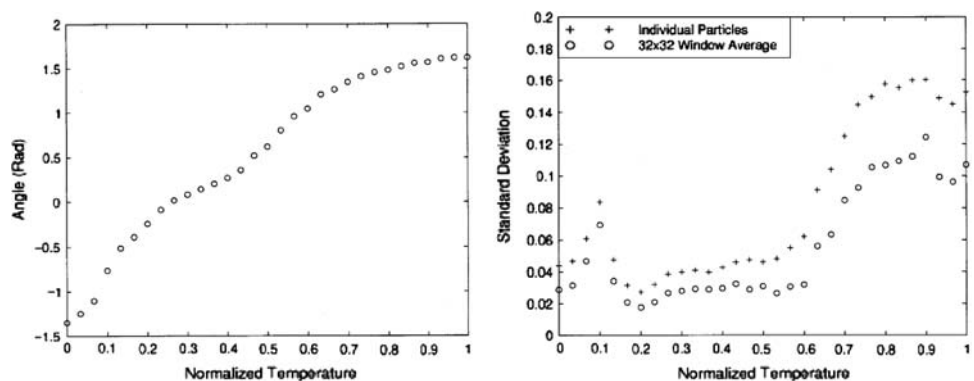 2
1.5
1
0.5
0
−0.5
−1
−1.5
Angle (Rad)
0 0.1 0.2 0.3 0.4 0.5 0.6 0.7 0.8 0.9 1
Normalized Temperature
0.2
0.18
0.16
0.14
0.12
0.1
0.08
0.06
0.04
0.02
0
Standard Deviation
+ + Individual Particles
o o 32x32 Window Average
0 0.1 0.2 0.3 0.4 0.5 0.6 0.7 0.8 0.9 1
Normalized Temperature